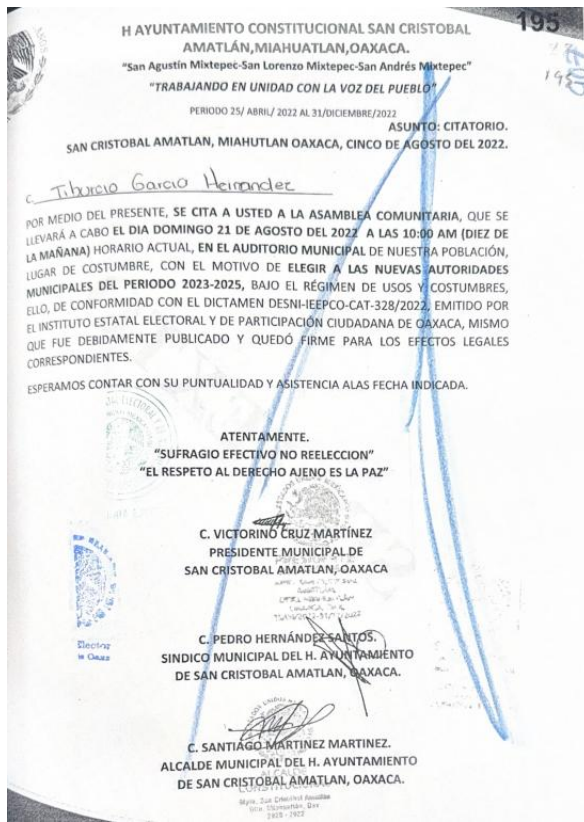 195
195
H AYUNTAMIENTO CONSTITUCIONAL SAN CRISTOBAL
AMATLÁN,MIAHUATLAN,OAXACA.
"San Agustin Mixtepec-San Lorenzo Mixtepec-San Andrés Mixtepec"
"TRABAJANDO EN UNIDAD CON LA VOZ DEL PUEBLO"
PERIODO 25/ ABRIL/ 2022 AL 31/DICIEMBRE/2022
ASUNTO: CITATORIO.
SAN CRISTOBAL AMATLAN, MIAHUTLAN OAXACA, CINCO DE AGOSTO DEL 2022.
C. Tiburcio Garcio Hernandez
POR MEDIO DEL PRESENTE, SE CITA A USTED A LA ASAMBLEA COMUNITARIA, QUE SE
LLEVARÁ A CABO EL DIA DOMINGO 21 DE AGOSTO DEL 2022 A LAS 10:00 AM (DIEZ DE
LA MAÑANA) HORARIO ACTUAL, EN EL AUDITORIO MUNICIPAL DE NUESTRA POBLACIÓN,
LUGAR DE COSTUMBRE, CON EL MOTIVO DE ELEGIR A LAS NUEVAS AUTORIDADES
MUNICIPALES DEL PERIODO 2023-2025, BAJO EL RÉGIMEN DE USOS Y COSTUMBRES,
ELLO, DE CONFORMIDAD CON EL DICTAMEN DESNI-IEEPCO-CAT-328/2022, EMITIDO POR
EL INSTITUTO ESTATAL ELECTORAL Y DE PARTICIPACIÓN CIUDADANA DE OAXACA, MISMO
QUE FUE DEBIDAMENTE PUBLICADO Y QUEDÓ FIRME PARA LOS EFECTOS LEGALES
CORRESPONDIENTES.
ESPERAMOS CONTAR CON SU PUNTUALIDAD Y ASISTENCIA ALAS FECHA INDICADA.
ATENTAMENTE.
"SUFRAGIO EFECTIVO NO REELECCION"
"EL RESPETO AL DERECHO AJENO ES LA PAZ"
C. VICTORINO CRUZ MARTÍNEZ
PRESIDENTE MUNICIPAL DE
SAN CRISTOBAL AMATLAN, OAXACA
C. PEDRO HERNÁNDEZ SANTOS.
SINDICO MUNICIPAL DEL H. AYUNTAMIENTO
DE SAN CRISTOBAL AMATLAN, OAXACA.
C. SANTIAGO MARTINEZ MARTINEZ.
ALCALDE MUNICIPAL DEL H. AYUNTAMIENTO
DE SAN CRISTOBAL AMATLAN, OAXACA.
ALCALDE
CONSTITUCIONAL
Mpio. San Cristobal Amatlán